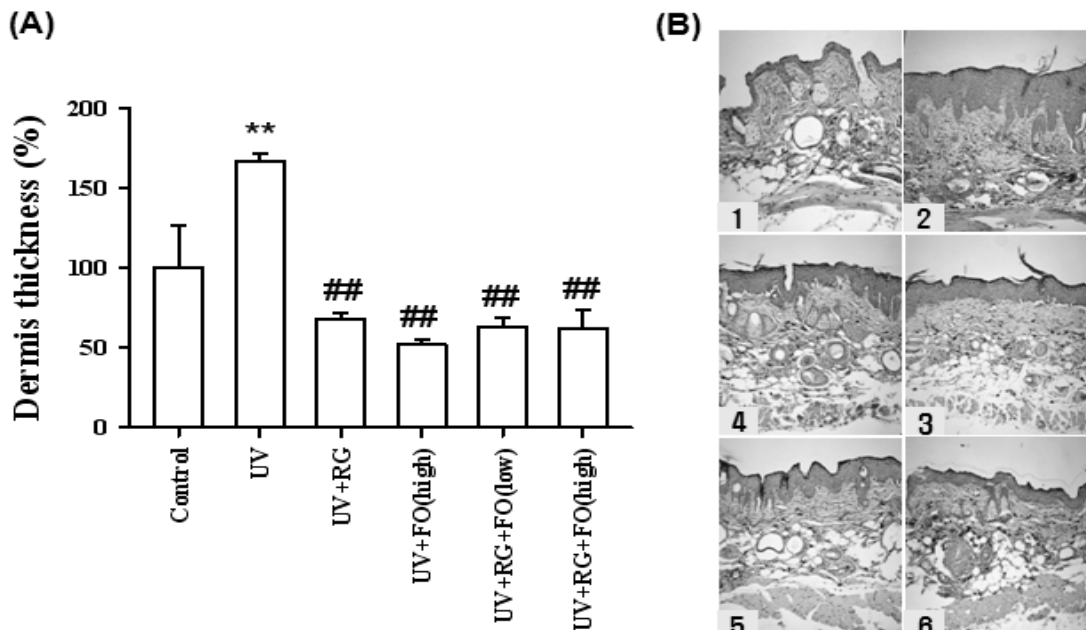 (A)
Dermis thickness (%)
200
150
100
50
0
**
##
##
##
##
Control
UV
UV+RG
UV+FO(high)
UV+RG+FO(low)
UV+RG+FO(high)
(B)
1
2
4
3
5
6